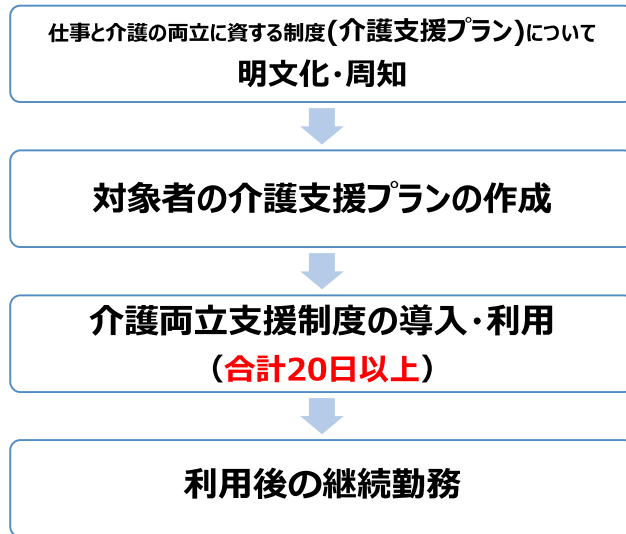 仕事と介護の両立に資する制度(介護支援プラン)について
明文化・周知
対象者の介護支援プランの作成
介護両立支援制度の導入・利用
（合計20日以上）
利用後の継続勤務